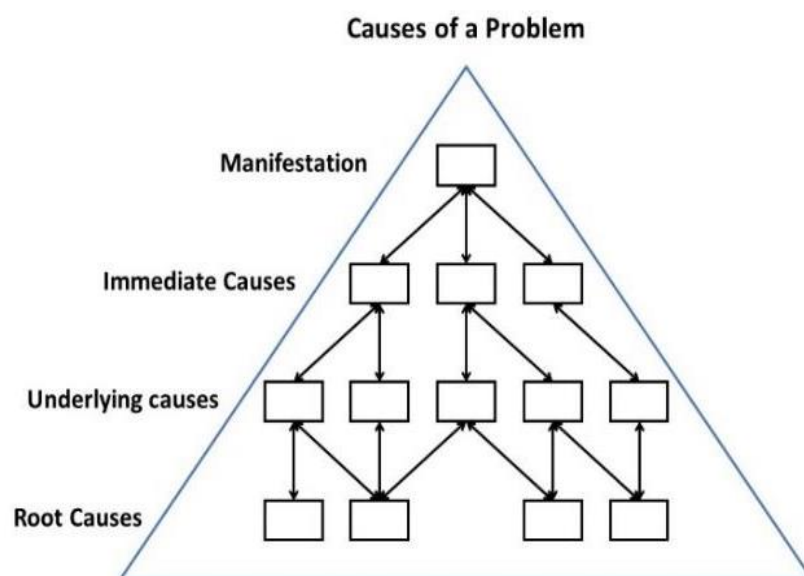 Causes of a Problem
Manifestation
Immediate Causes
Underlying causes
Root Causes